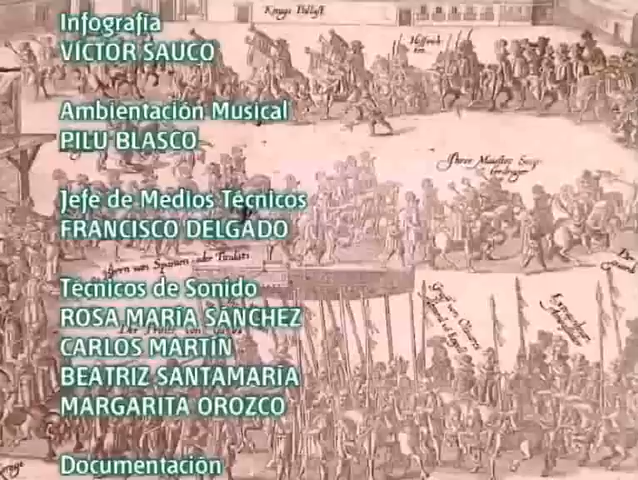 Infografía
VÍCTOR SAUCO
Ambientación Musical
PILU BLASCO
Jefe de Medios Técnicos
FRANCISCO DELGADO
Técnicos de Sonido
ROSA MARÍA SÁNCHEZ
CARLOS MARTÍN
BEATRIZ SANTAMARÍA
MARGARITA OROZCO
Documentación